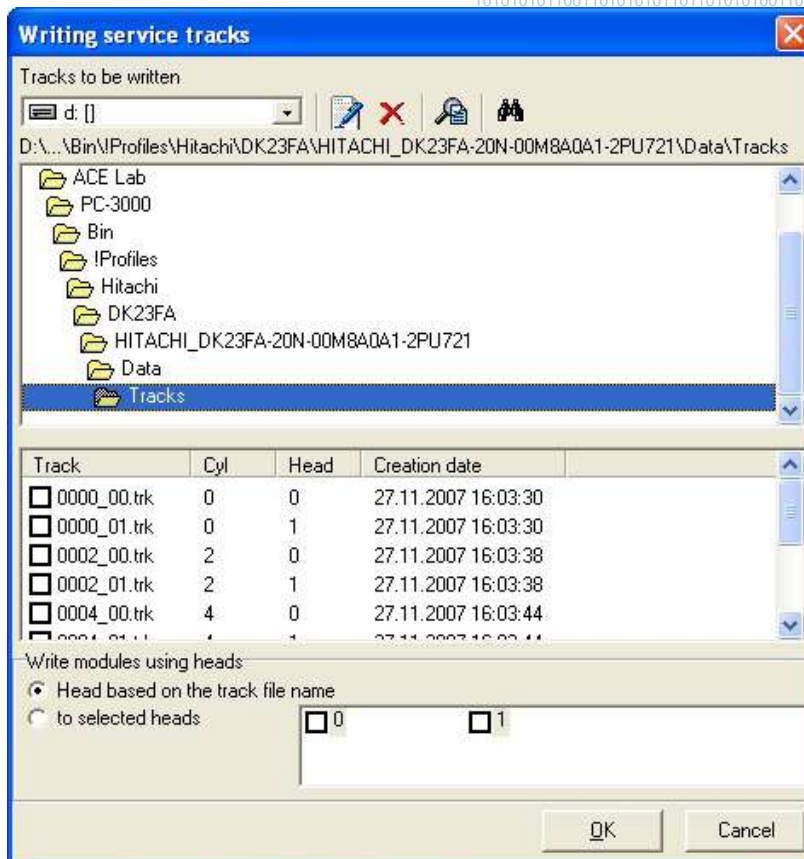 Writing service tracks
Tracks to be written
d: []
D:\...\Bin\!Profiles\Hitachi\DK23FA\HITACHI_DK23FA-20N-00M8A0A1-2PU721\Data\Tracks
ACE Lab
PC-3000
Bin
!Profiles
Hitachi
DK23FA
HITACHI_DK23FA-20N-00M8A0A1-2PU721
Data
Tracks
Track Cyl Head Creation date
0000_00.trk 0 0 27.11.2007 16:03:30
0000_01.trk 0 1 27.11.2007 16:03:30
0002_00.trk 2 0 27.11.2007 16:03:38
0002_01.trk 2 1 27.11.2007 16:03:38
0004_00.trk 4 0 27.11.2007 16:03:44
Write modules using heads
Head based on the track file name
to selected heads 0 1
OK Cancel